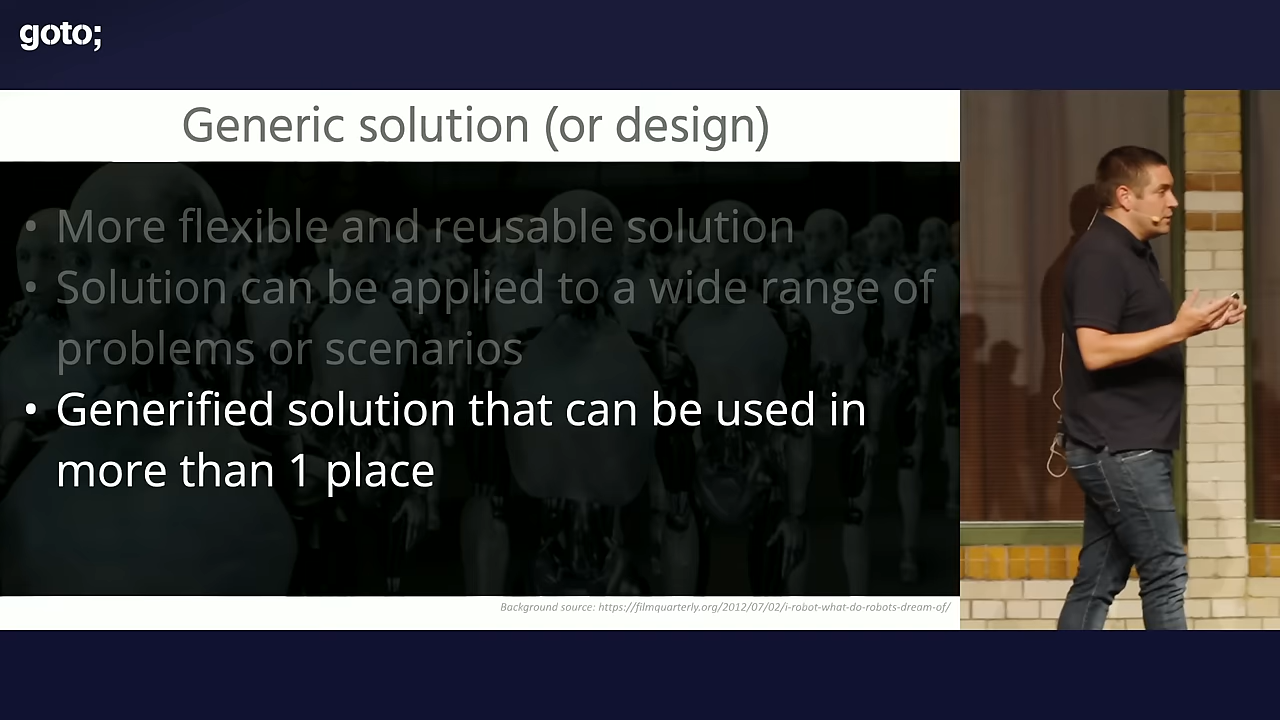 goto;
Generic solution (or design)
• More flexible and reusable solution
• Solution can be applied to a wide range of
problems or scenarios
• Generified solution that can be used in
more than 1 place
Background source: https://filmquarterly.org/2012/07/02/i-robot-what-do-robots-dream-of/